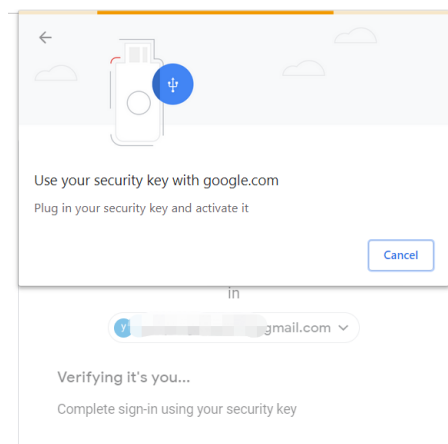 Use your security key with google.com
Plug in your security key and activate it
Cancel
in
y @gmail.com
Verifying it's you...
Complete sign-in using your security key